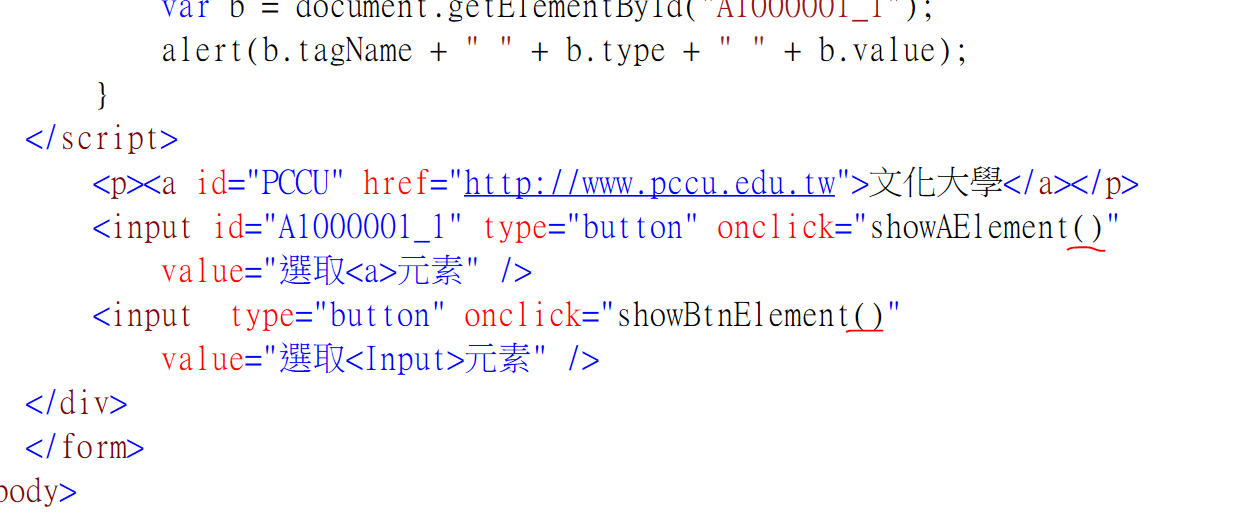 var b = document.getElementById("A1000001_1");
alert(b.tagName + " " + b.type + " " + b.value);
}
</script>
<p><a id="PCCU" href="http://www.pccu.edu.tw">文化大學</a></p>
<input id="A1000001_1" type="button" onclick="showAElement()"
value="選取<a>元素" />
<input  type="button" onclick="showBtnElement()"
value="選取<Input>元素" />
</div>
</form>
body>